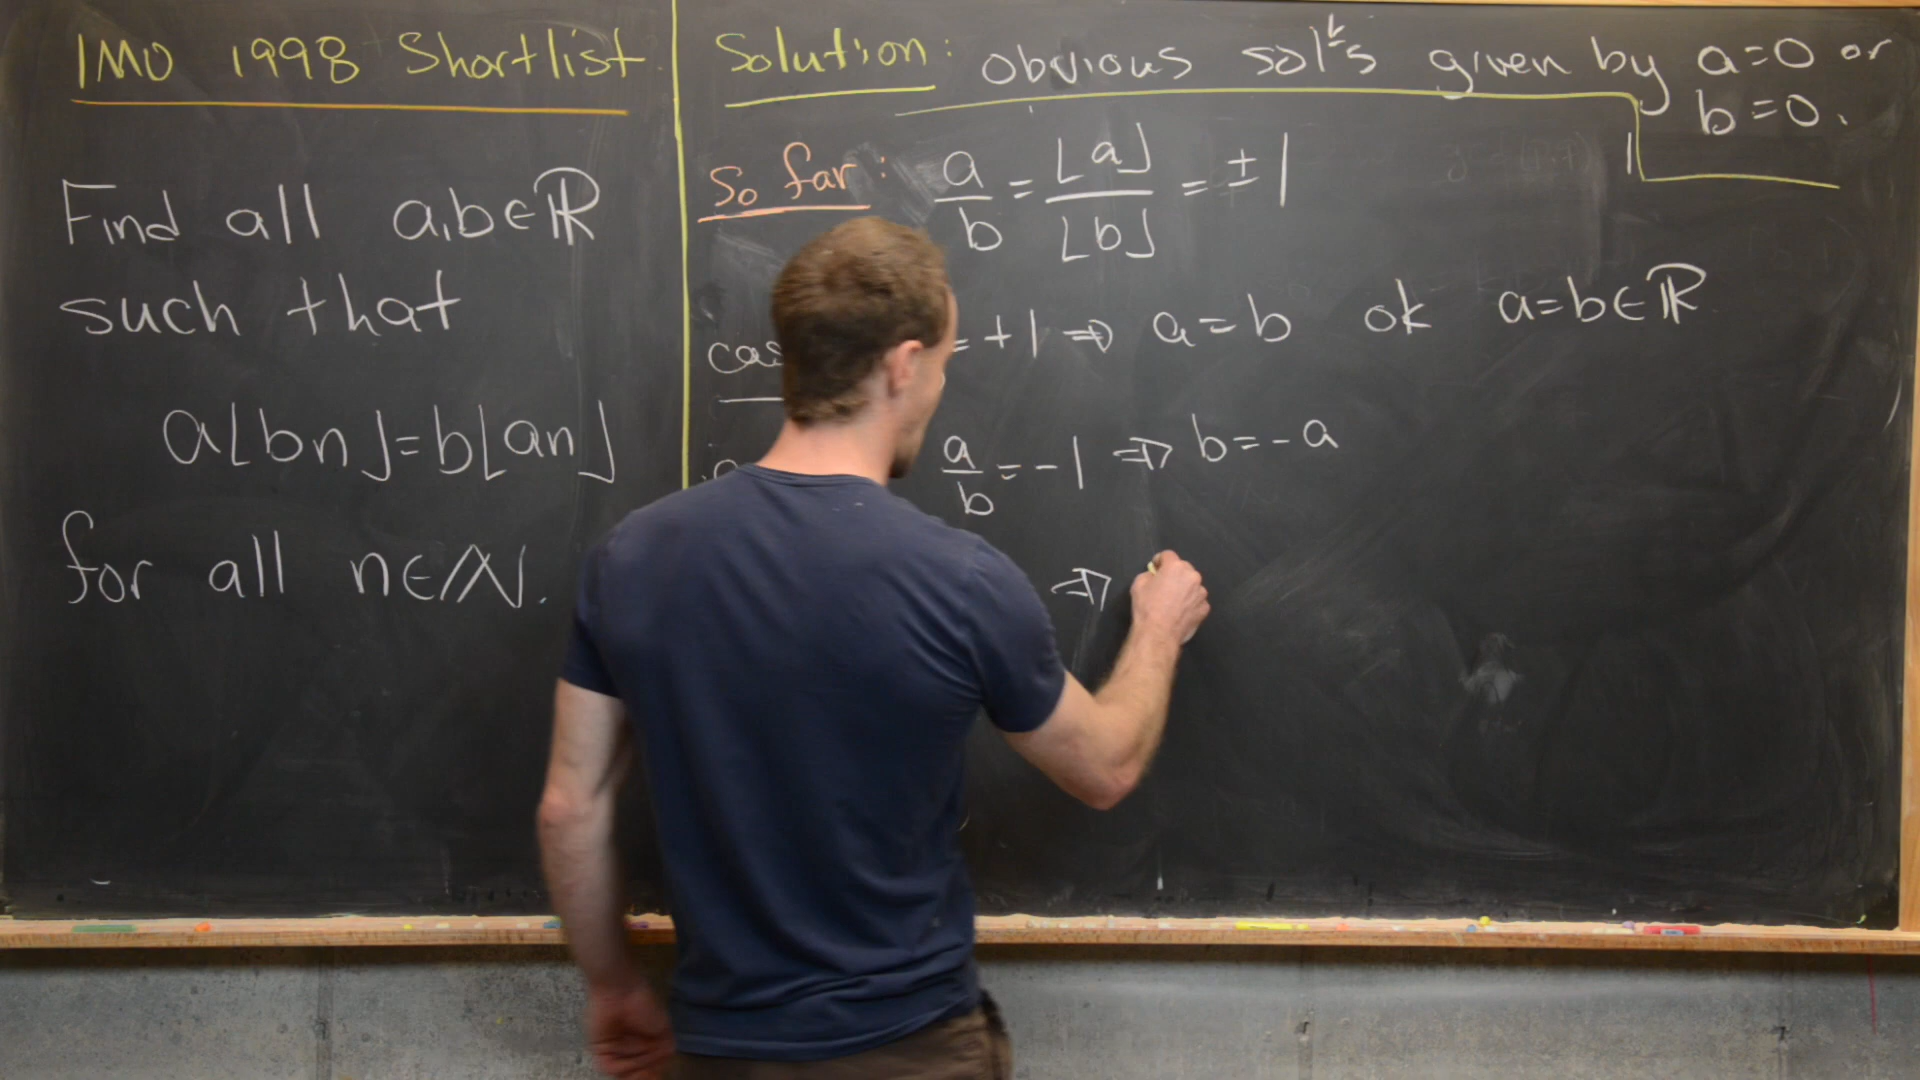 IMO 1998 Shortlist
Find all a,b∈ℝ
such that
a⌊bn⌋=b⌊an⌋
for all n∈ℕ.
Solution: obvious sol's given by a=0 or
b=0.
So far: a/b = ⌊a⌋/⌊b⌋ = ±1
= +1 ⇒ a=b ok a=b∈ℝ
a/b = -1 ⇒ b=-a
⇒